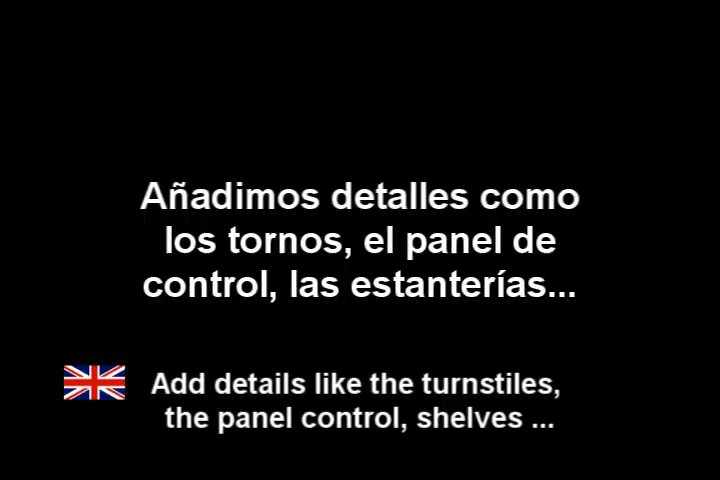 Añadimos detalles como
los tornos, el panel de
control, las estanterías...
Add details like the turnstiles,
the panel control, shelves ...